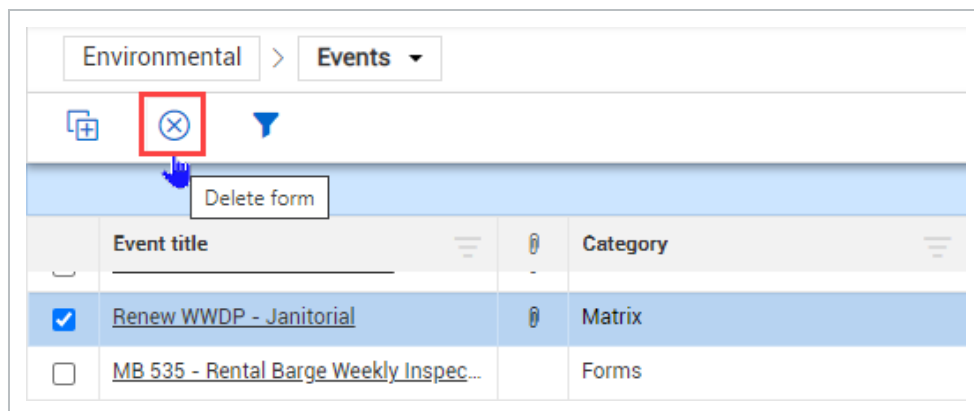 Environmental > Events
Delete form
Event title Category
Renew WWDP - Janitorial Matrix
MB 535 - Rental Barge Weekly Inspec... Forms